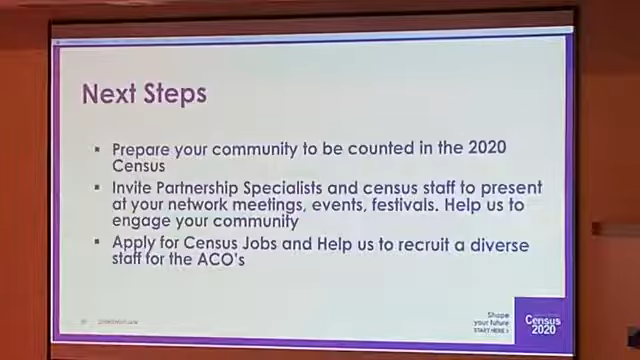 Next Steps
▪ Prepare your community to be counted in the 2020
Census
▪ Invite Partnership Specialists and census staff to present
at your network meetings, events, festivals. Help us to
engage your community
▪ Apply for Census Jobs and Help us to recruit a diverse
staff for the ACO's
Shape
your future
START HERE >
Census
2020